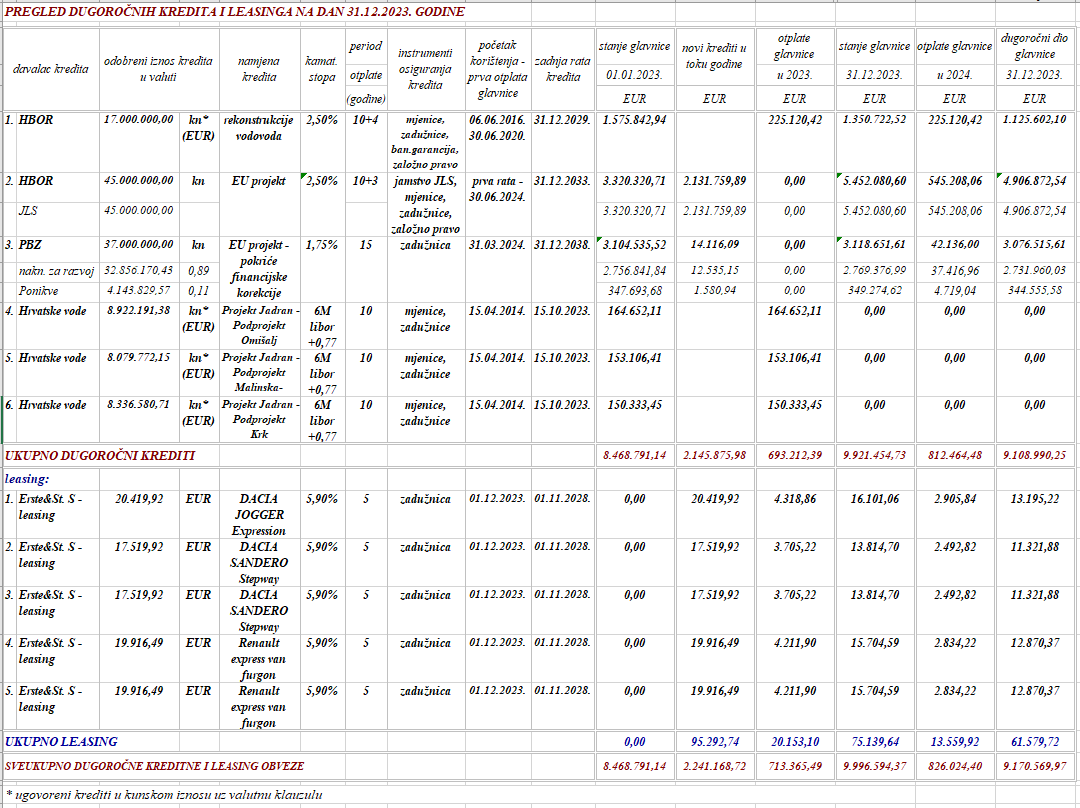 PREGLED DUGOROČNIH KREDITA I LEASINGA NA DAN 31.12.2023. GODINE
davalac kredita odobreni iznos kredita u valuti namjena kredita kamat. stopa period otplate (godine) instrumenti osiguranja kredita početak korištenja - prva otplata glavnice zadnja rata kredita stanje glavnice 01.01.2023. EUR novi krediti u toku godine EUR otplate glavnice u 2023. EUR stanje glavnice 31.12.2023. EUR otplate glavnice u 2024. EUR dugoročni dio glavnice 31.12.2023. EUR
1. HBOR 17.000.000,00 kn* (EUR) rekonstrukcije vodovoda 2,50% 10+4 mjenice, zadužnice, ban.garancija, založno pravo 06.06.2016. 30.06.2020. 31.12.2029. 1.575.842,94 225.120,42 1.350.722,52 225.120,42 1.125.602,10
2. HBOR 45.000.000,00 kn EU projekt 2,50% 10+3 jamstvo JLS, mjenice, zadužnice, založno pravo prva rata - 30.06.2024. 31.12.2033. 3.320.320,71 2.131.759,89 0,00 5.452.080,60 545.208,06 4.906.872,54
JLS 45.000.000,00 3.320.320,71 2.131.759,89 0,00 5.452.080,60 545.208,06 4.906.872,54
3. PBZ 37.000.000,00 kn EU projekt - pokriće financijske korekcije 1,75% 15 zadužnica 31.03.2024. 31.12.2038. 3.104.535,52 14.116,09 0,00 3.118.651,61 42.136,00 3.076.515,61
nakn. za razvoj 32.856.170,43 0,89 2.756.841,84 12.535,15 0,00 2.769.376,99 37.416,96 2.731.960,03
Ponikve 4.143.829,57 0,11 347.693,68 1.580,94 0,00 349.274,62 4.719,04 344.555,58
4. Hrvatske vode 8.922.191,38 kn* (EUR) Projekt Jadran - Podprojekt Omišalj 6M libor +0,77 10 mjenice, zadužnice 15.04.2014. 15.10.2023. 164.652,11 164.652,11 0,00 0,00 0,00
5. Hrvatske vode 8.079.772,15 kn* (EUR) Projekt Jadran - Podprojekt Malinska- 6M libor +0,77 10 mjenice, zadužnice 15.04.2014. 15.10.2023. 153.106,41 153.106,41 0,00 0,00 0,00
6. Hrvatske vode 8.336.580,71 kn* (EUR) Projekt Jadran - Podprojekt Krk 6M libor +0,77 10 mjenice, zadužnice 15.04.2014. 15.10.2023. 150.333,45 150.333,45 0,00 0,00 0,00
UKUPNO DUGOROČNI KREDITI 8.468.791,14 2.145.875,98 693.212,39 9.921.454,73 812.464,48 9.108.990,25
leasing:
1. Erste&St. S - leasing 20.419,92 EUR DACIA JOGGER Expression 5,90% 5 zadužnica 01.12.2023. 01.11.2028. 0,00 20.419,92 4.318,86 16.101,06 2.905,84 13.195,22
2. Erste&St. S - leasing 17.519,92 EUR DACIA SANDERO Stepway 5,90% 5 zadužnica 01.12.2023. 01.11.2028. 0,00 17.519,92 3.705,22 13.814,70 2.492,82 11.321,88
3. Erste&St. S - leasing 17.519,92 EUR DACIA SANDERO Stepway 5,90% 5 zadužnica 01.12.2023. 01.11.2028. 0,00 17.519,92 3.705,22 13.814,70 2.492,82 11.321,88
4. Erste&St. S - leasing 19.916,49 EUR Renault express van furgon 5,90% 5 zadužnica 01.12.2023. 01.11.2028. 0,00 19.916,49 4.211,90 15.704,59 2.834,22 12.870,37
5. Erste&St. S - leasing 19.916,49 EUR Renault express van furgon 5,90% 5 zadužnica 01.12.2023. 01.11.2028. 0,00 19.916,49 4.211,90 15.704,59 2.834,22 12.870,37
UKUPNO LEASING 0,00 95.292,74 20.153,10 75.139,64 13.559,92 61.579,72
SVEUKUPNO DUGOROČNE KREDITNE I LEASING OBVEZE 8.468.791,14 2.241.168,72 713.365,49 9.996.594,37 826.024,40 9.170.569,97
* ugovoreni krediti u kunskom iznosu uz valutnu klauzulu